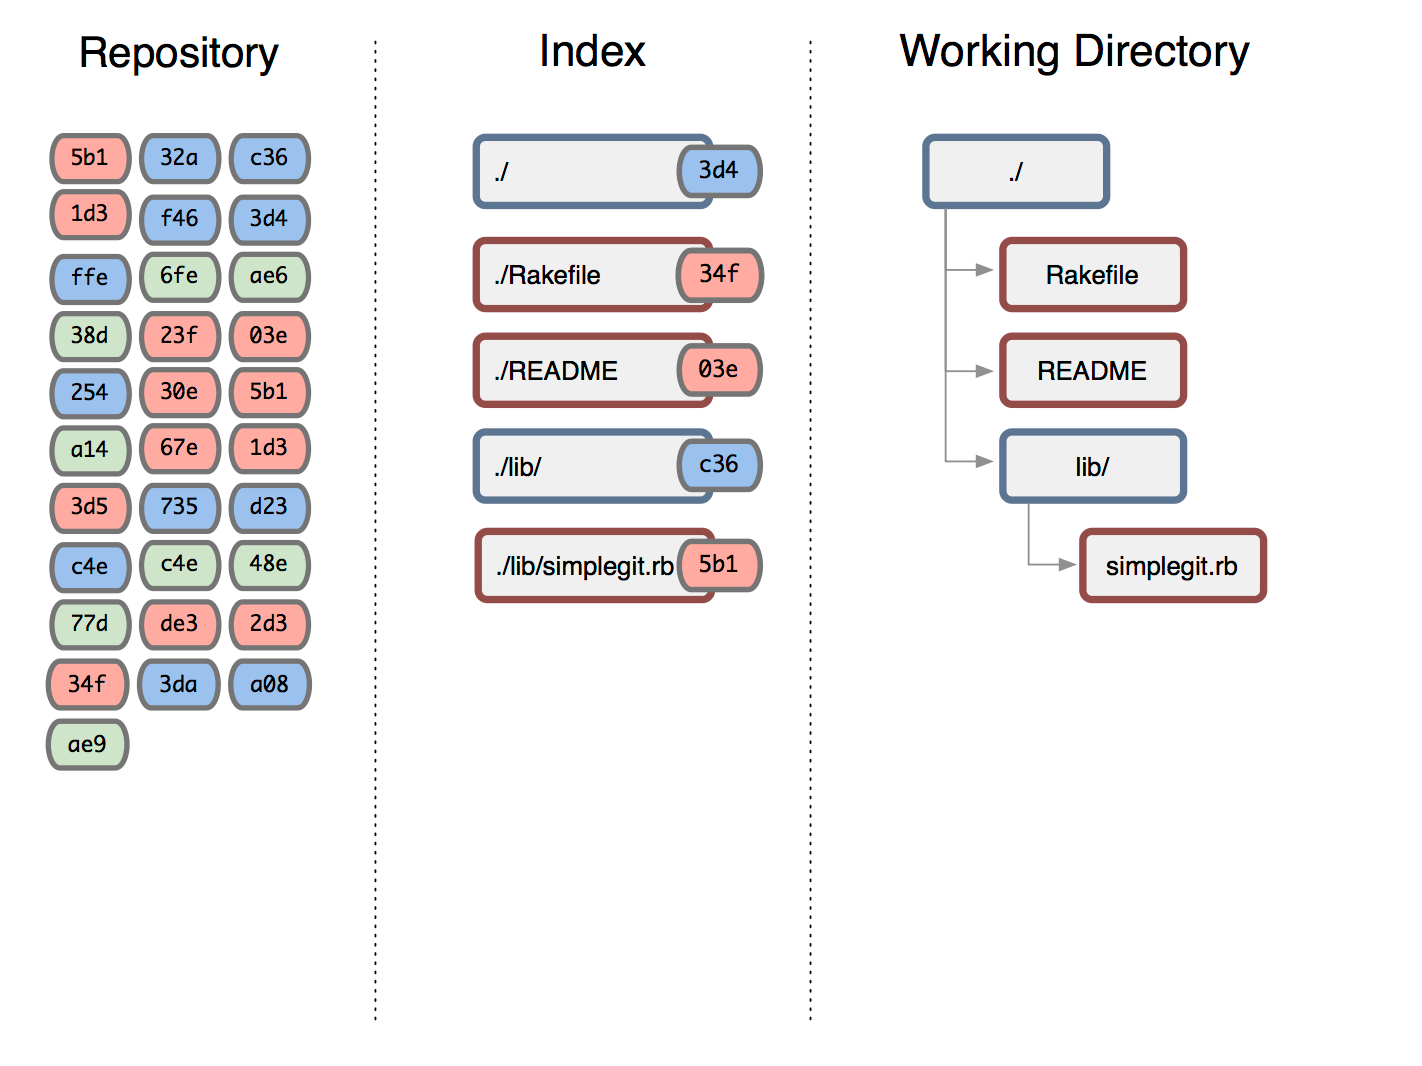 Repository
5b1 32a c36
1d3 f46 3d4
ffe 6fe ae6
38d 23f 03e
254 30e 5b1
a14 67e 1d3
3d5 735 d23
c4e c4e 48e
77d de3 2d3
34f 3da a08
ae9
Index
./ 3d4
./Rakefile 34f
./README 03e
./lib/ c36
./lib/simplegit.rb 5b1
Working Directory
./
Rakefile
README
lib/
simplegit.rb